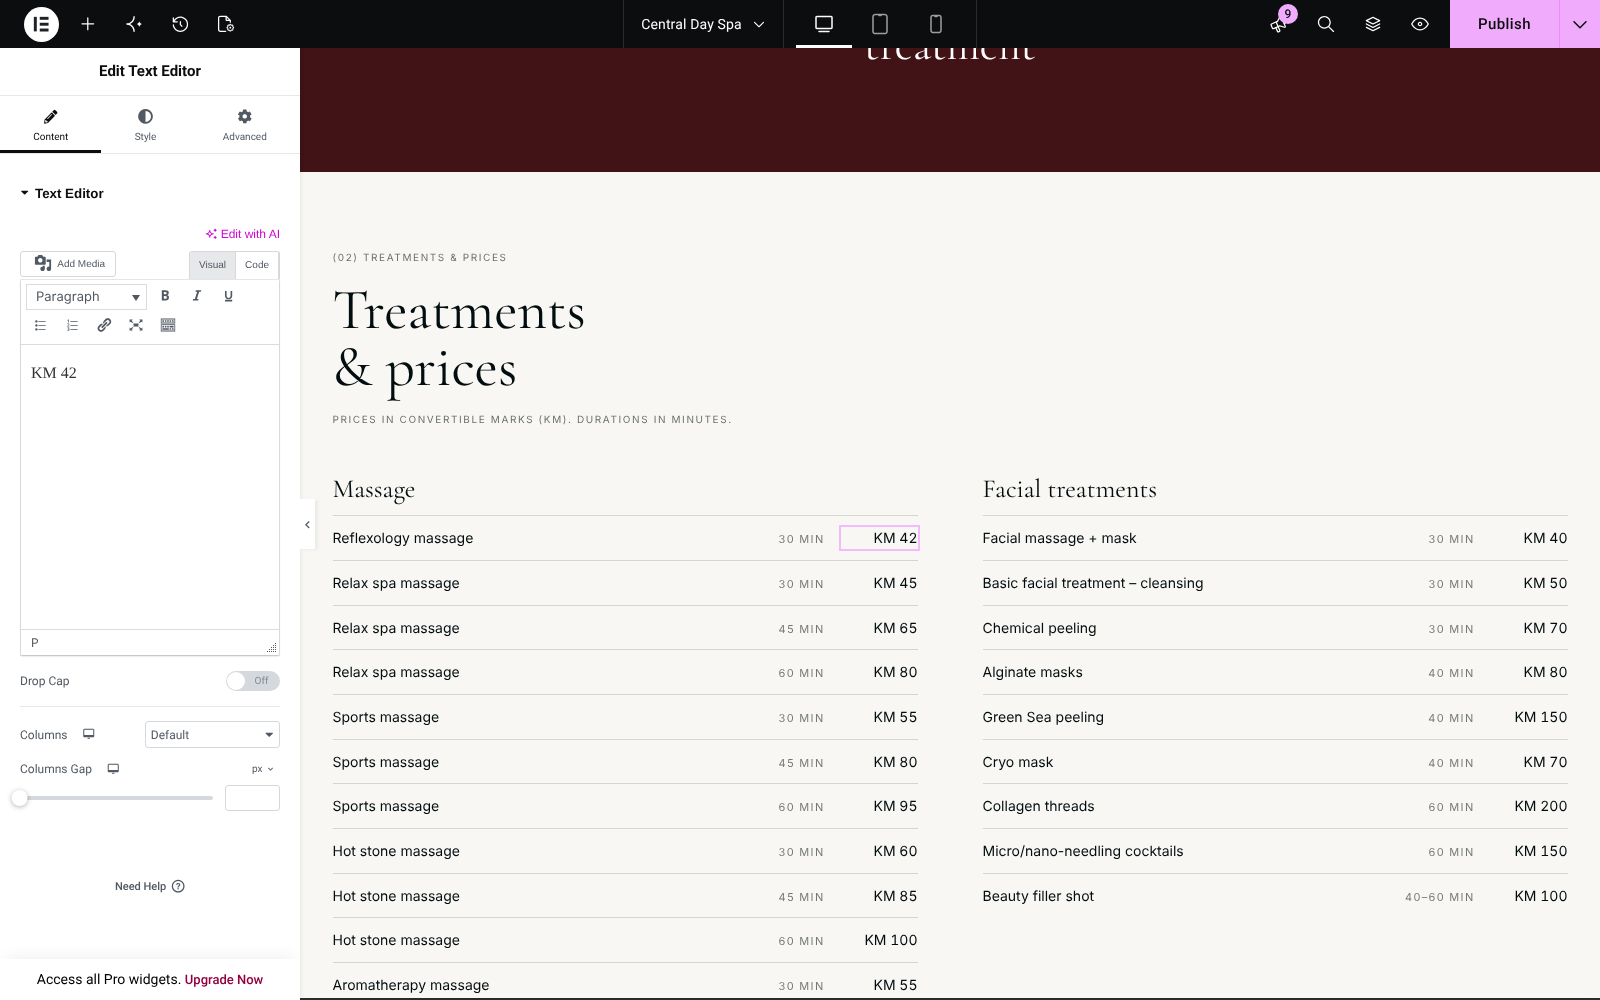 Central Day Spa
9
Publish
Edit Text Editor
Content
Style
Advanced
Text Editor
Edit with AI
Add Media
Visual
Code
Paragraph
B
I
U
KM 42
P
Drop Cap
Off
Columns
Default
Columns Gap
px
Need Help
Access all Pro widgets. Upgrade Now
treatment
(02) TREATMENTS & PRICES
Treatments
& prices
PRICES IN CONVERTIBLE MARKS (KM). DURATIONS IN MINUTES.
Massage
Reflexology massage 30 MIN KM 42
Relax spa massage 30 MIN KM 45
Relax spa massage 45 MIN KM 65
Relax spa massage 60 MIN KM 80
Sports massage 30 MIN KM 55
Sports massage 45 MIN KM 80
Sports massage 60 MIN KM 95
Hot stone massage 30 MIN KM 60
Hot stone massage 45 MIN KM 85
Hot stone massage 60 MIN KM 100
Aromatherapy massage 30 MIN KM 55
Facial treatments
Facial massage + mask 30 MIN KM 40
Basic facial treatment – cleansing 30 MIN KM 50
Chemical peeling 30 MIN KM 70
Alginate masks 40 MIN KM 80
Green Sea peeling 40 MIN KM 150
Cryo mask 40 MIN KM 70
Collagen threads 60 MIN KM 200
Micro/nano-needling cocktails 60 MIN KM 150
Beauty filler shot 40–60 MIN KM 100